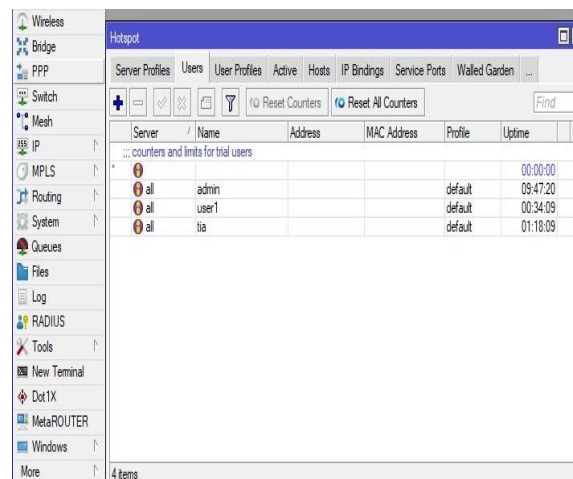 Wireless
Bridge
PPP
Switch
Mesh
IP
MPLS
Routing
System
Queues
Files
Log
RADIUS
Tools
New Terminal
Dot1X
MetaROUTER
Windows
More
Hotspot
Server Profiles Users User Profiles Active Hosts IP Bindings Service Ports Walled Garden ...
Reset Counters Reset All Counters Find
Server / Name Address MAC Address Profile Uptime
;;; counters and limits for trial users
* 00:00:00
all admin default 09:47:20
all user1 default 00:34:09
all tia default 01:18:09
4 items